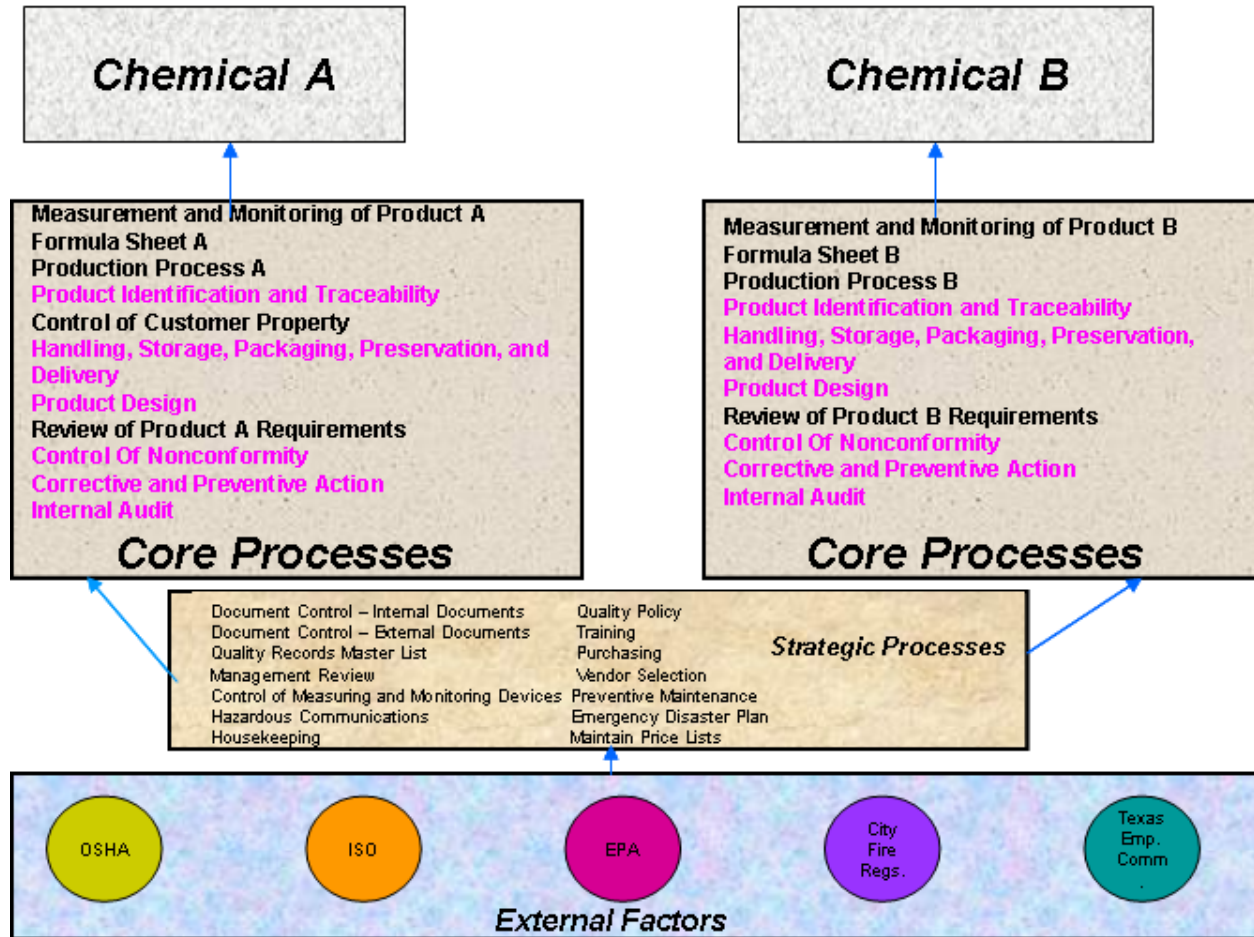 Chemical A
Chemical B
Measurement and Monitoring of Product A
Formula Sheet A
Production Process A
Product Identification and Traceability
Control of Customer Property
Handling, Storage, Packaging, Preservation, and
Delivery
Product Design
Review of Product A Requirements
Control Of Nonconformity
Corrective and Preventive Action
Internal Audit
Core Processes
Measurement and Monitoring of Product B
Formula Sheet B
Production Process B
Product Identification and Traceability
Handling, Storage, Packaging, Preservation,
and Delivery
Product Design
Review of Product B Requirements
Control Of Nonconformity
Corrective and Preventive Action
Internal Audit
Core Processes
Document Control – Internal Documents
Document Control – External Documents
Quality Records Master List
Management Review
Control of Measuring and Monitoring Devices
Hazardous Communications
Housekeeping
Quality Policy
Training
Purchasing
Vendor Selection
Preventive Maintenance
Emergency Disaster Plan
Maintain Price Lists
Strategic Processes
OSHA
ISO
EPA
City
Fire
Regs.
Texas
Emp.
Comm
.
External Factors